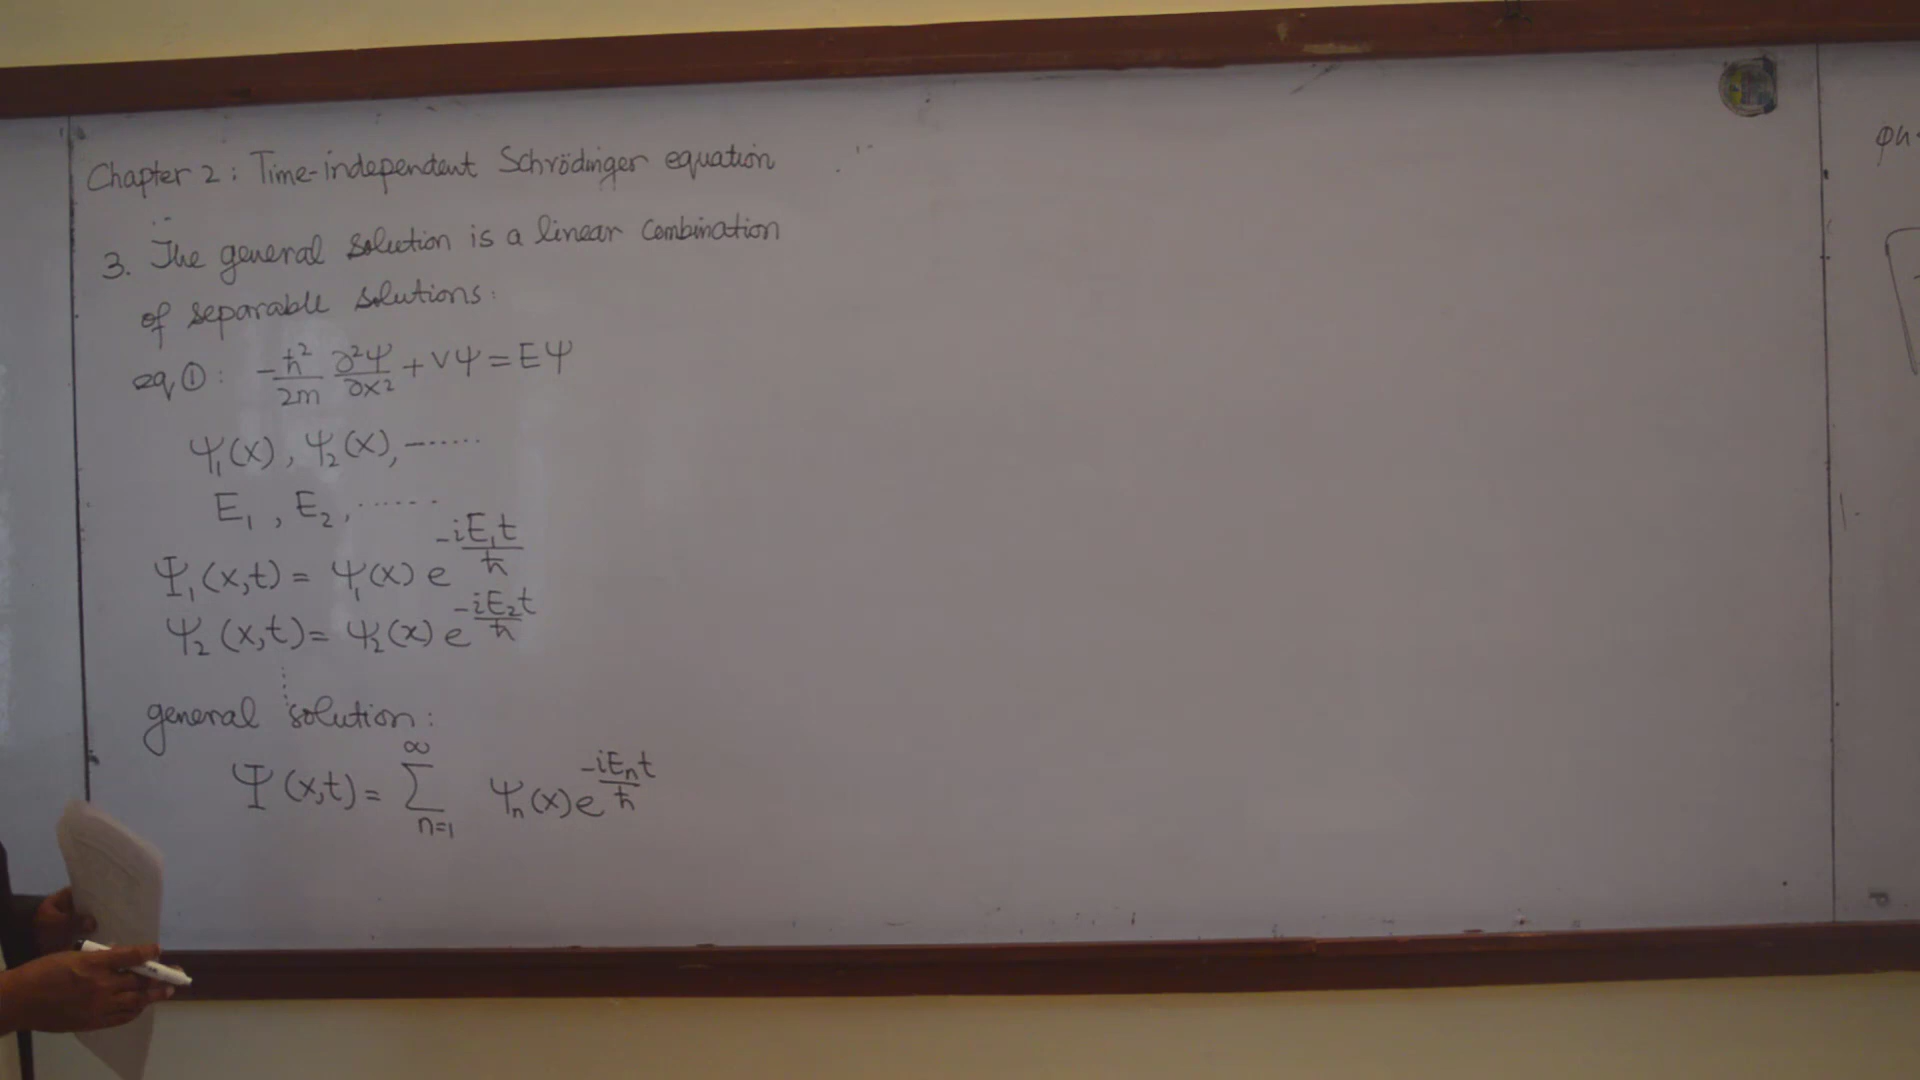 Chapter 2: Time-independent Schrödinger equation
3. The general solution is a linear combination
of separable solutions:
eq ①: -ħ²/2m ∂²Ψ/∂x² + VΨ = EΨ
Ψ₁(x), Ψ₂(x), ......
E₁, E₂, ......
Ψ₁(x,t) = Ψ₁(x) e^(-iE₁t/ħ)
Ψ₂(x,t) = Ψ₂(x) e^(-iE₂t/ħ)
general solution:
Ψ(x,t) = ∑_{n=1}^{∞} Ψₙ(x) e^(-iEₙt/ħ)